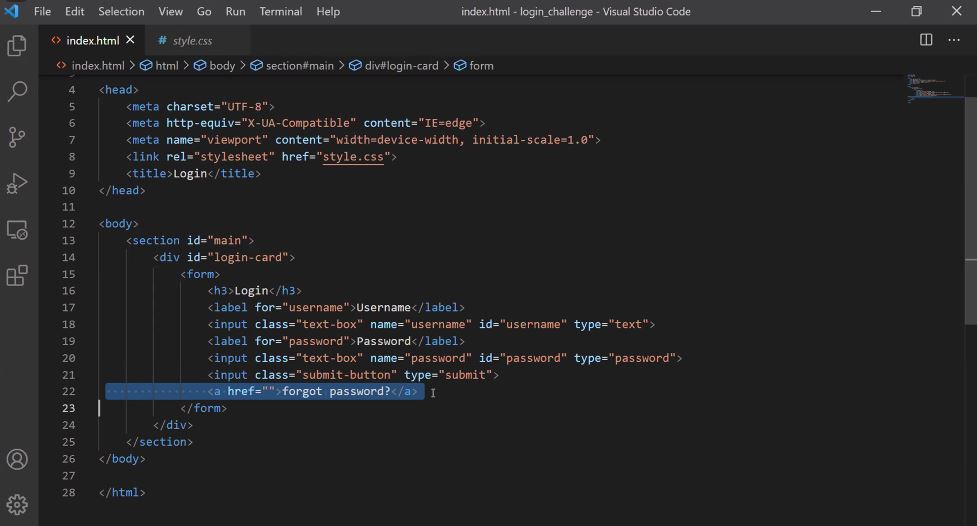 File Edit Selection View Go Run Terminal Help index.html - login_challenge - Visual Studio Code
index.html style.css
index.html > html > body > section#main > div#login-card > form
4 <head>
5 <meta charset="UTF-8">
6 <meta http-equiv="X-UA-Compatible" content="IE=edge">
7 <meta name="viewport" content="width=device-width, initial-scale=1.0">
8 <link rel="stylesheet" href="style.css">
9 <title>Login</title>
10 </head>
11
12 <body>
13 <section id="main">
14 <div id="login-card">
15 <form>
16 <h3>Login</h3>
17 <label for="username">Username</label>
18 <input class="text-box" name="username" id="username" type="text">
19 <label for="password">Password</label>
20 <input class="text-box" name="password" id="password" type="password">
21 <input class="submit-button" type="submit">
22 <a href="">forgot password?</a>
23 </form>
24 </div>
25 </section>
26 </body>
27
28 </html>